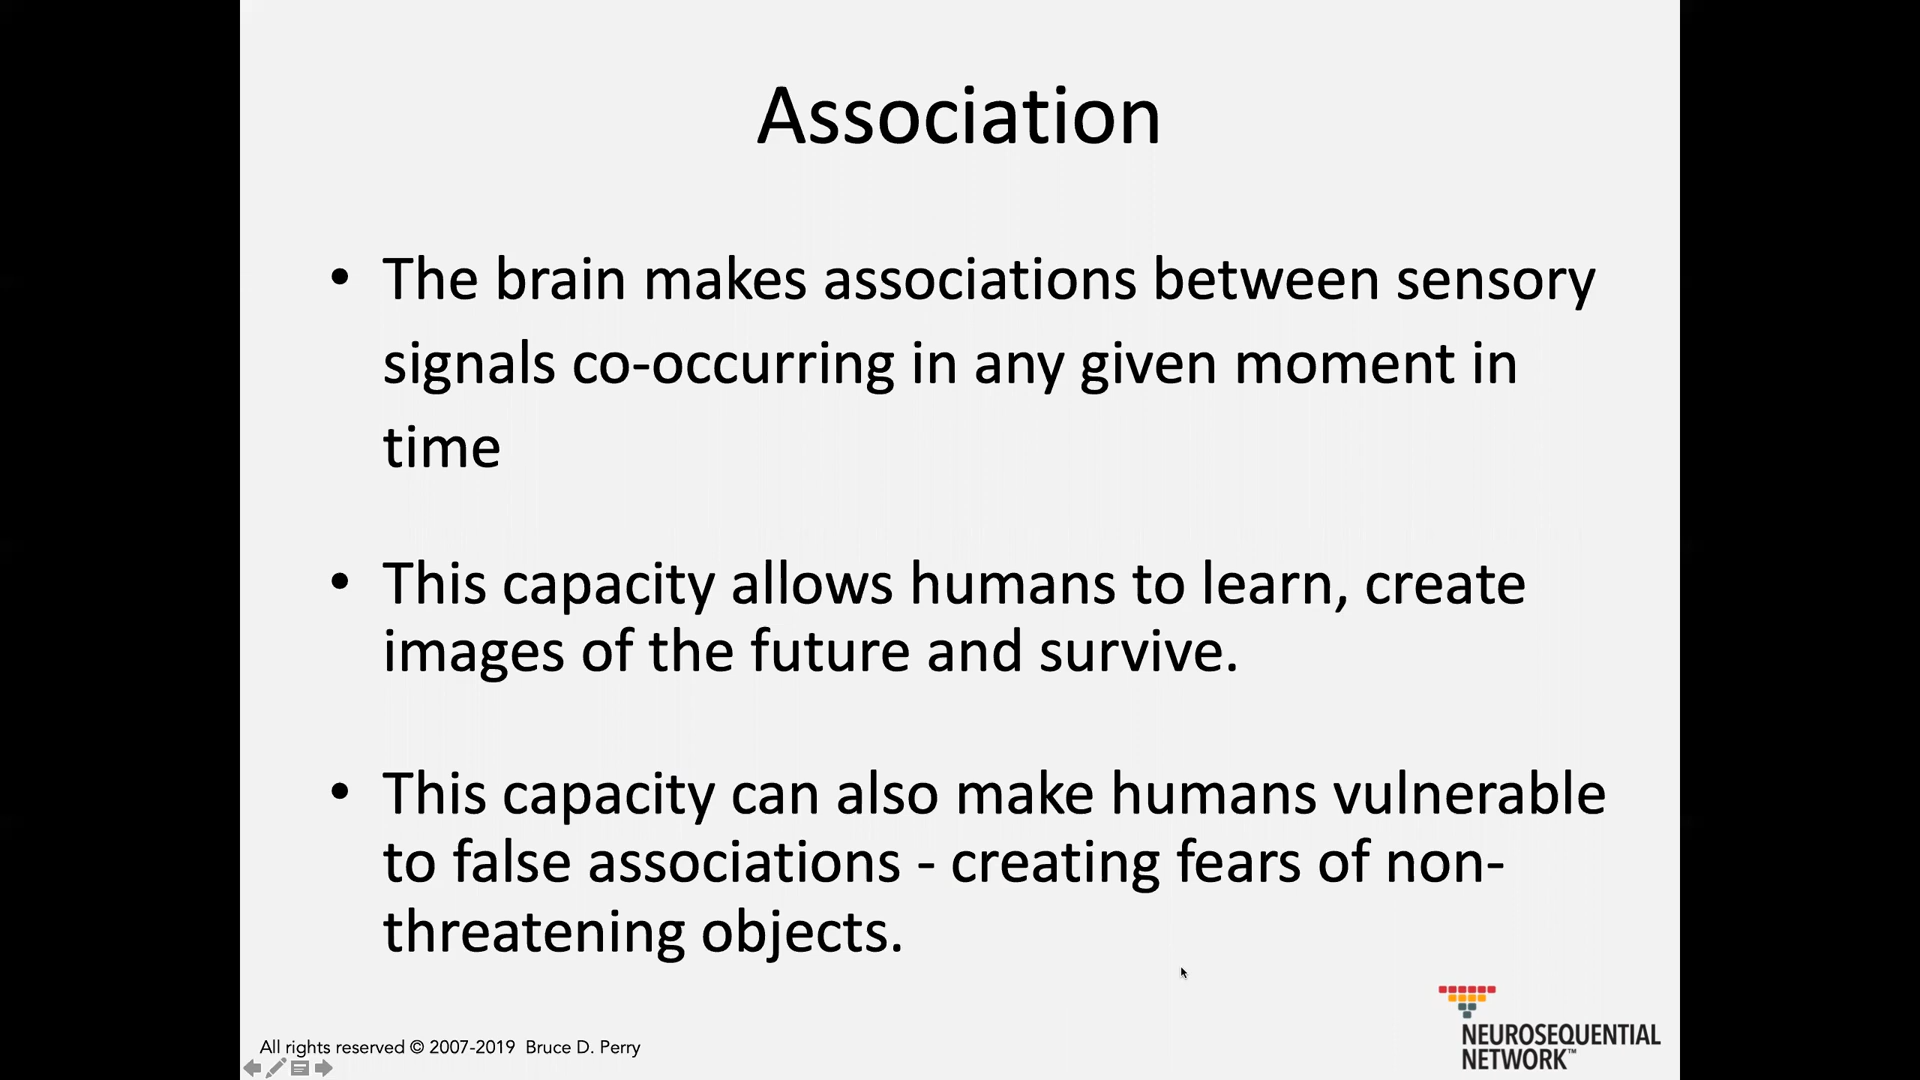 Association
• The brain makes associations between sensory
signals co-occurring in any given moment in
time
• This capacity allows humans to learn, create
images of the future and survive.
• This capacity can also make humans vulnerable
to false associations - creating fears of non-
threatening objects.
All rights reserved © 2007-2019 Bruce D. Perry
NEUROSEQUENTIAL
NETWORK™